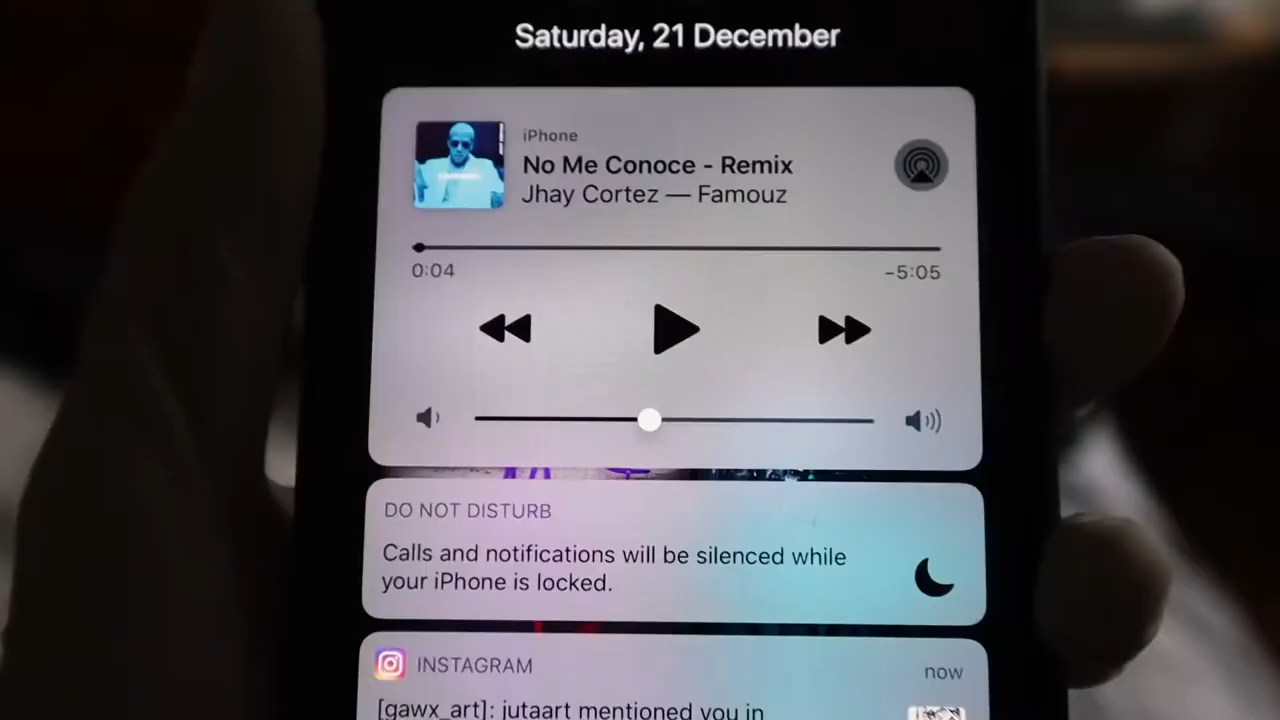 Saturday, 21 December
iPhone
No Me Conoce - Remix
Jhay Cortez — Famouz
0:04
-5:05
DO NOT DISTURB
Calls and notifications will be silenced while
your iPhone is locked.
INSTAGRAM
now
[gawx_art]: jutaart mentioned you in